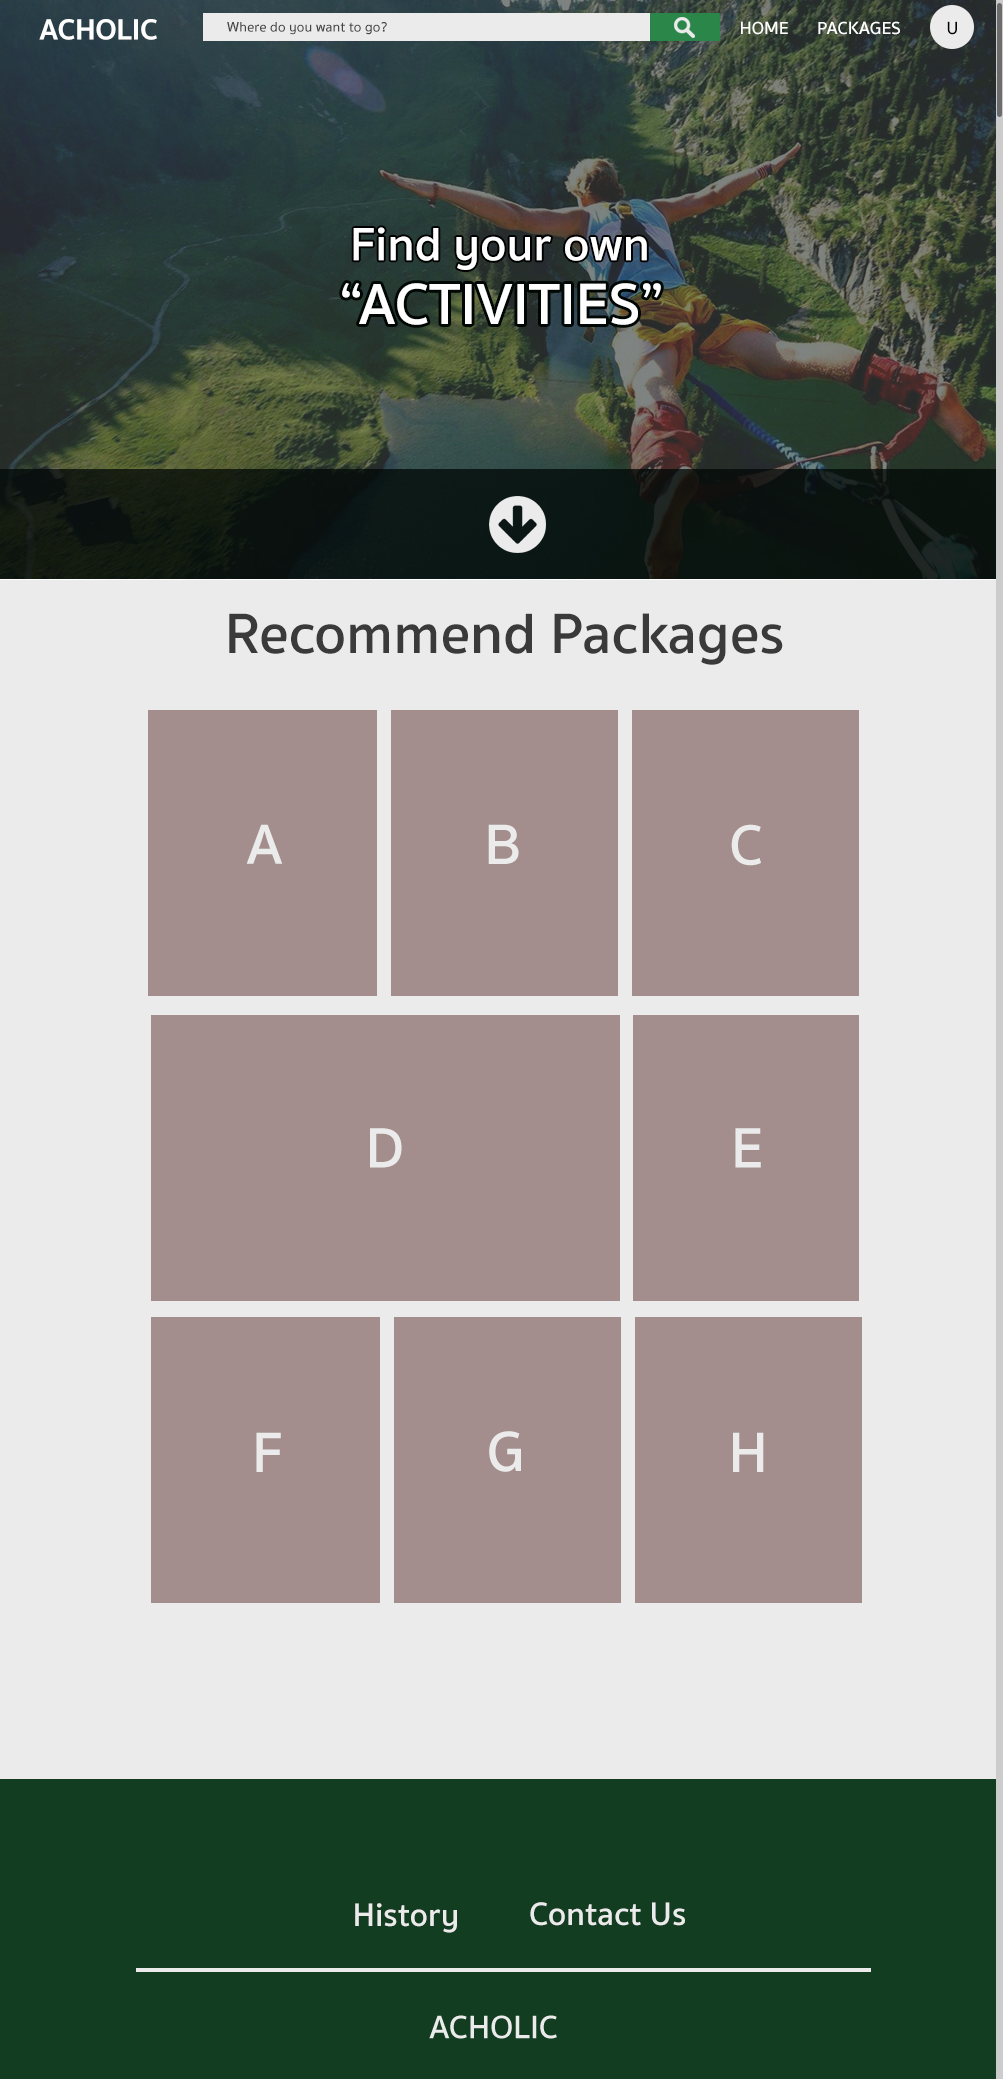 ACHOLIC
Where do you want to go?
HOME
PACKAGES
U
Find your own
“ACTIVITIES”
Recommend Packages
A
B
C
D
E
F
G
H
History
Contact Us
ACHOLIC